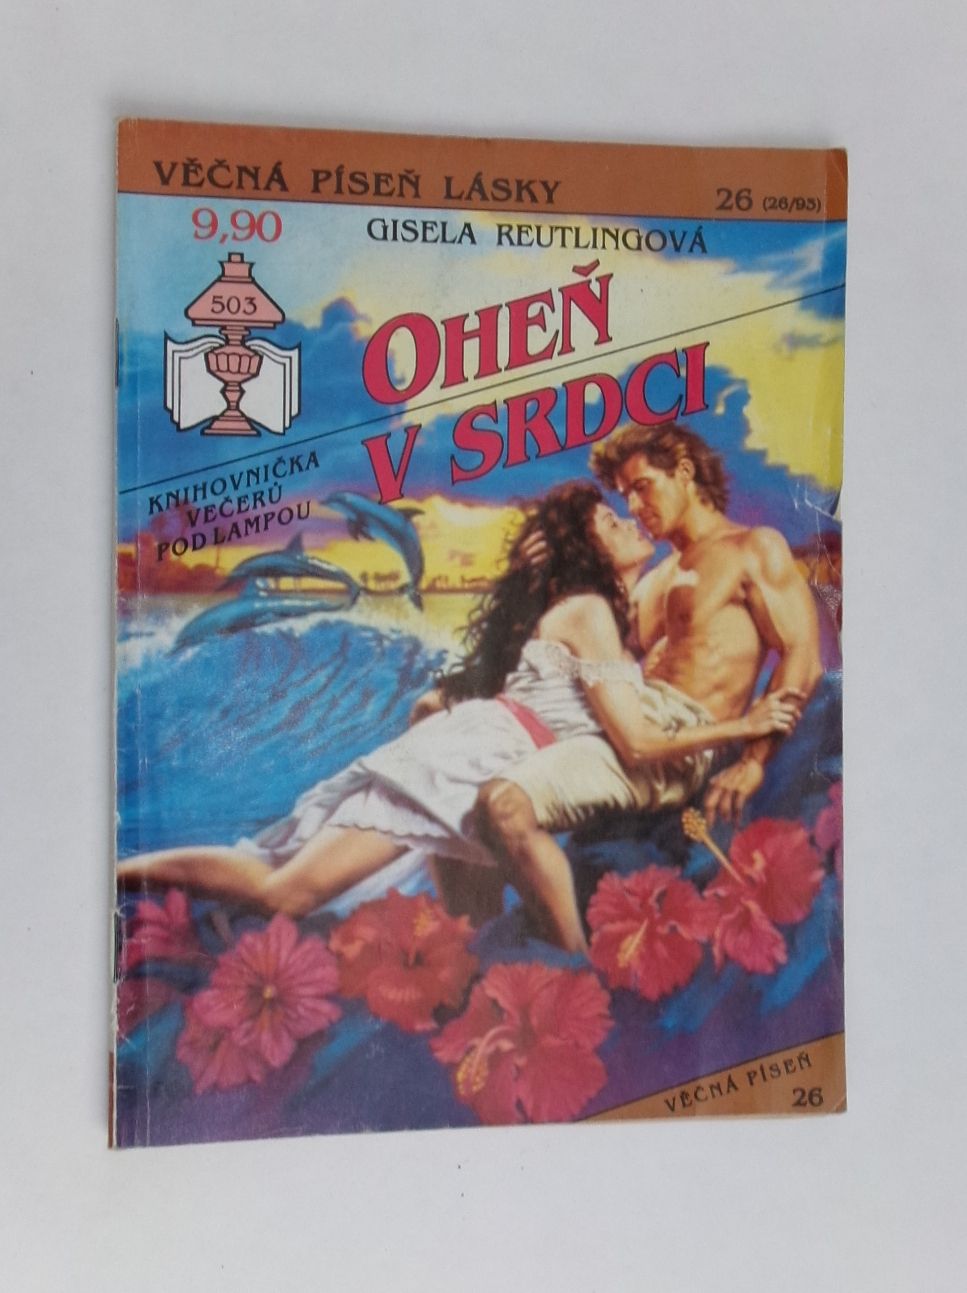 VĚČNÁ PÍSEŇ LÁSKY
26 (26/93)
9,90
GISELA REUTLINGOVÁ
503
OHEŇ
V SRDCI
KNIHOVNIČKA
VEČERŮ
POD LAMPOU
VĚČNÁ PÍSEŇ
26